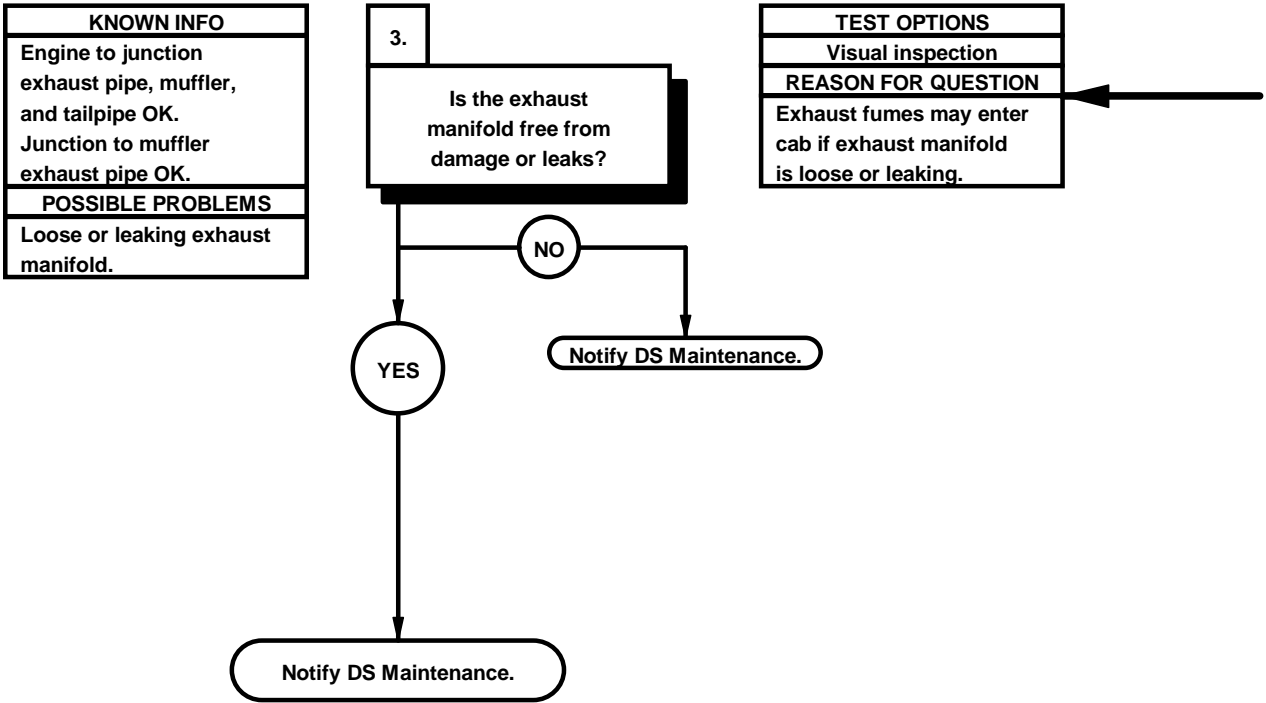 KNOWN INFO
Engine to junction
exhaust pipe, muffler,
and tailpipe OK.
Junction to muffler
exhaust pipe OK.
POSSIBLE PROBLEMS
Loose or leaking exhaust
manifold.
3.
Is the exhaust
manifold free from
damage or leaks?
TEST OPTIONS
Visual inspection
REASON FOR QUESTION
Exhaust fumes may enter
cab if exhaust manifold
is loose or leaking.
NO
YES
Notify DS Maintenance.
Notify DS Maintenance.